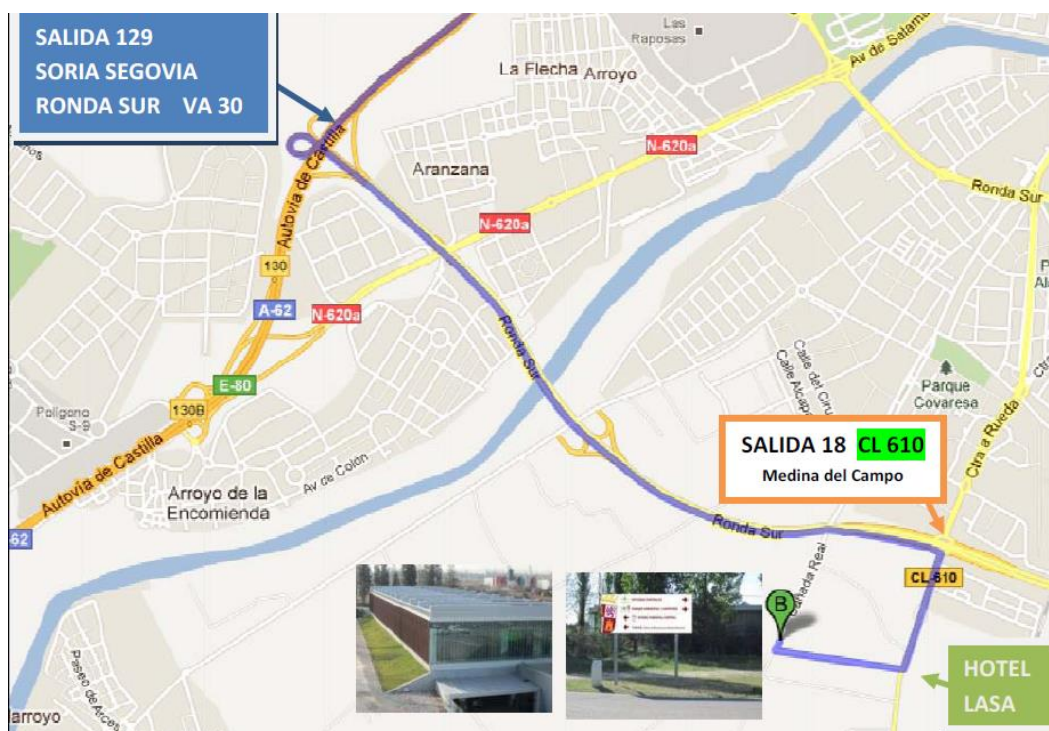 SALIDA 129
SORIA SEGOVIA
RONDA SUR VA 30
Las
Raposas
Av de Salama
La Flecha Arroyo
Autovía de Castilla
N-620a
Aranzana
Ronda Sur
N-620a
130
A-62
N-620a
Ronda Sur
E-80
130B
Polígono
Autovía de Castilla
Av de Colón
Arroyo de la
Encomienda
Parque
Covaresa
Ctra a Rueda
SALIDA 18 CL 610
Medina del Campo
Ronda Sur
62
CL-610
Cañada Real
B
HOTEL
LASA
Paseo de Arces
arroyo